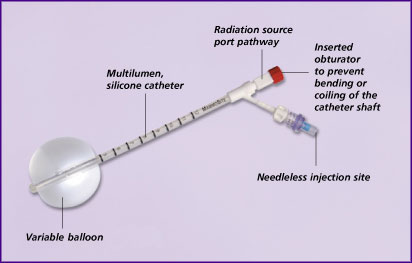 Radiation source
port pathway
Inserted
obturator
to prevent
bending or
coiling of the
catheter shaft
Multilumen,
silicone catheter
Needleless injection site
Variable balloon